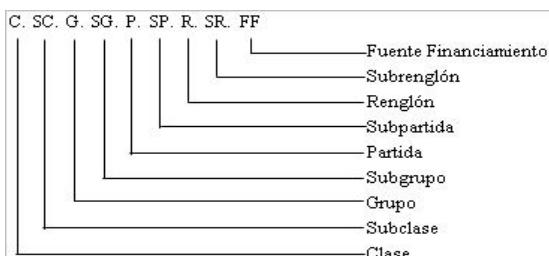 C. SC. G. SG. P. SP. R. SR. FF
Fuente Financiamiento
Subrenglón
Renglón
Subpartida
Partida
Subgrupo
Grupo
Subclase
Clase